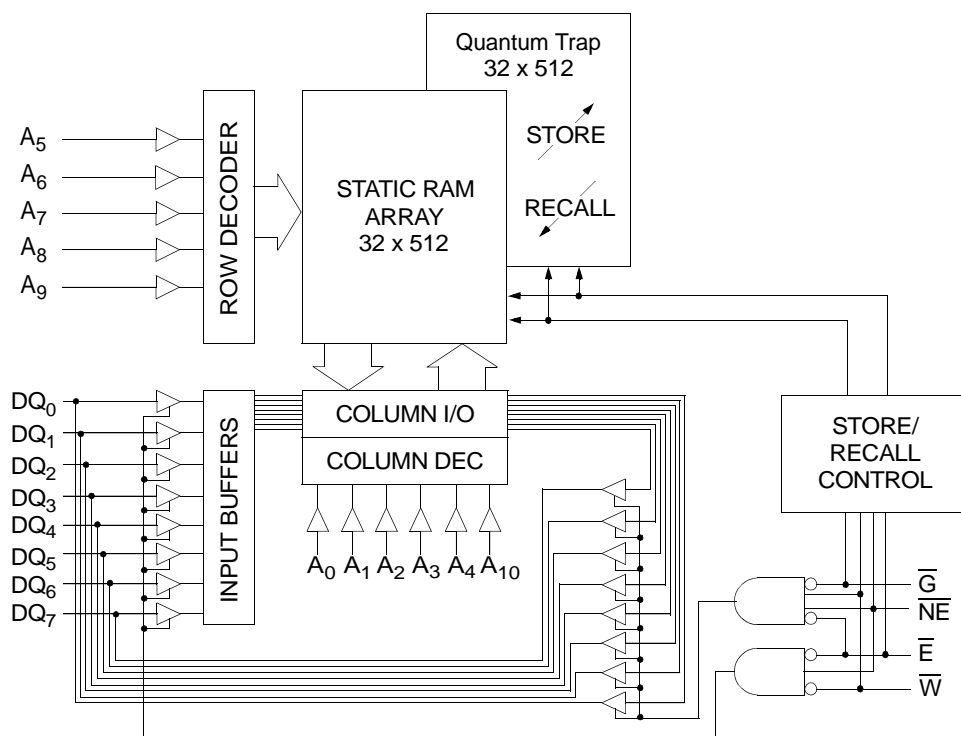 Quantum Trap
32 x 512
STORE
RECALL
STATIC RAM
ARRAY
32 x 512
ROW DECODER
A5
A6
A7
A8
A9
DQ0
DQ1
DQ2
DQ3
DQ4
DQ5
DQ6
DQ7
INPUT BUFFERS
COLUMN I/O
COLUMN DEC
A0 A1 A2 A3 A4 A10
STORE/
RECALL
CONTROL
G̅
N̅E̅
E̅
W̅